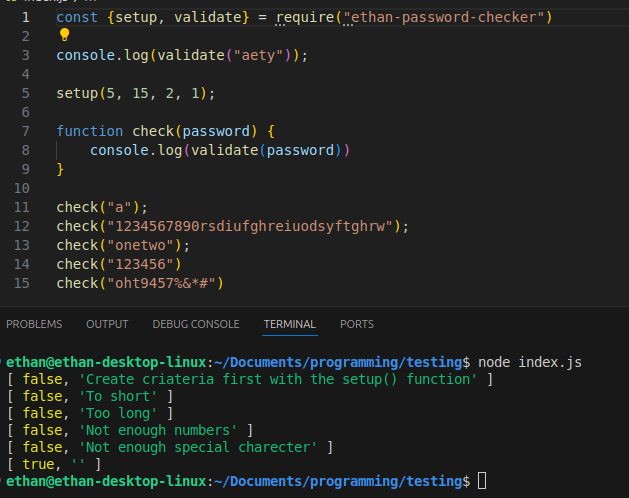 index.js / ...
1 const {setup, validate} = require("ethan-password-checker")
2
3 console.log(validate("aety"));
4
5 setup(5, 15, 2, 1);
6
7 function check(password) {
8 console.log(validate(password))
9 }
10
11 check("a");
12 check("1234567890rsdiufghreiuodsyftghrw");
13 check("onetwo");
14 check("123456")
15 check("oht9457%&*#")
PROBLEMS OUTPUT DEBUG CONSOLE TERMINAL PORTS
ethan@ethan-desktop-linux:~/Documents/programming/testing$ node index.js
[ false, 'Create criateria first with the setup() function' ]
[ false, 'To short' ]
[ false, 'Too long' ]
[ false, 'Not enough numbers' ]
[ false, 'Not enough special charecter' ]
[ true, '' ]
ethan@ethan-desktop-linux:~/Documents/programming/testing$